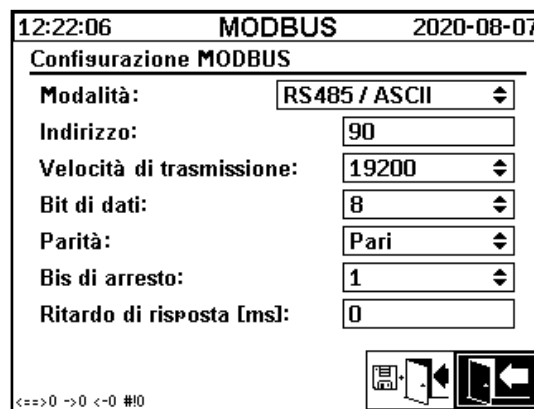 12:22:06 MODBUS 2020-08-07
Configurazione MODBUS
Modalità: RS485 / ASCII
Indirizzo: 90
Velocità di trasmissione: 19200
Bit di dati: 8
Parità: Pari
Bis di arresto: 1
Ritardo di risposta [ms]: 0
<==>0 ->0 <-0 #!0